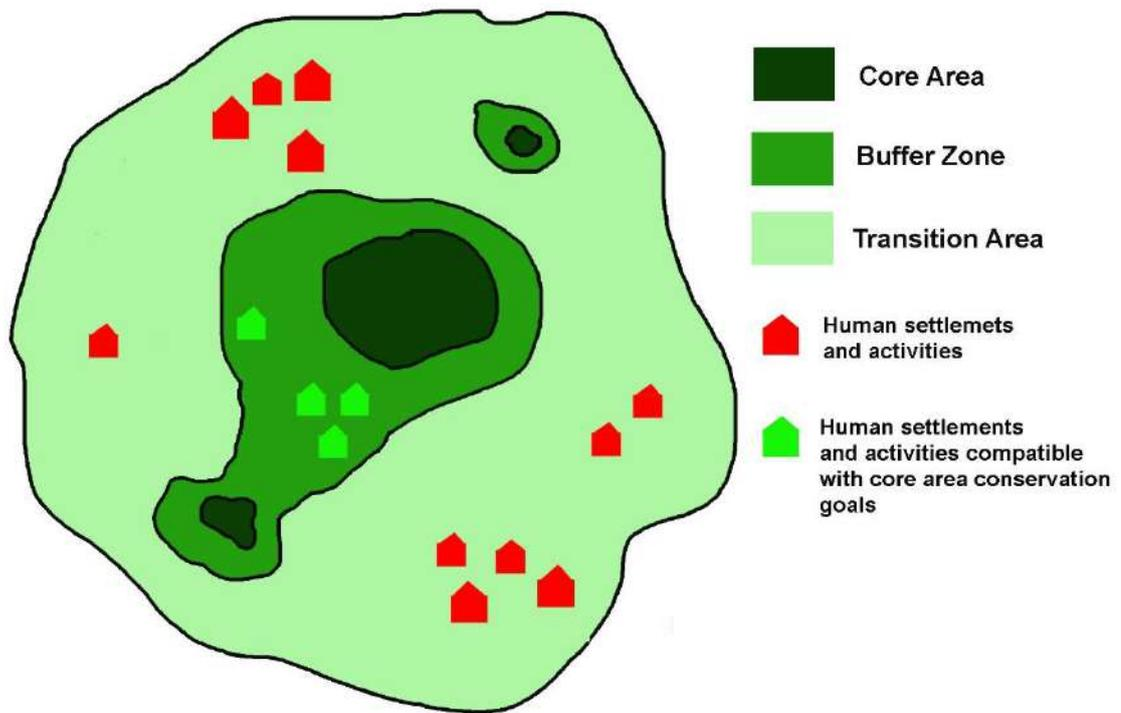 Core Area
Buffer Zone
Transition Area
Human settlemets
and activities
Human settlements
and activities compatible
with core area conservation
goals